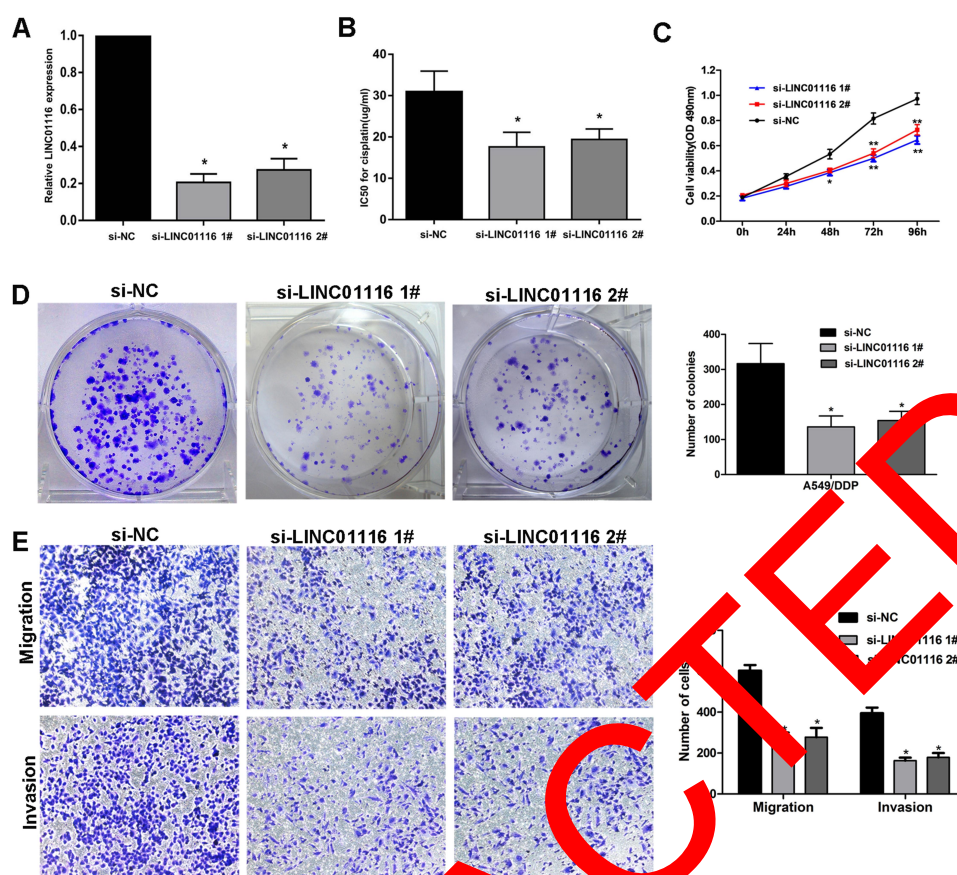 A
Relative LINC01116 expression
1.0
0.8
0.6
0.4
0.2
0.0
*
*
si-NC
si-LINC01116 1#
si-LINC01116 2#
B
IC50 for cisplatin(ug/ml)
40
30
20
10
0
*
*
si-NC
si-LINC01116 1#
si-LINC01116 2#
C
Cell viability(OD 490nm)
1.2
1.0
0.8
0.6
0.4
0.2
0.0
si-LINC01116 1#
si-LINC01116 2#
si-NC
*
**
**
**
**
0h
24h
48h
72h
96h
D
si-NC
si-LINC01116 1#
si-LINC01116 2#
Number of colonies
400
300
200
100
0
si-NC
si-LINC01116 1#
si-LINC01116 2#
*
*
A549/DDP
E
si-NC
si-LINC01116 1#
si-LINC01116 2#
Migration
Invasion
Number of cells
400
200
0
si-NC
si-LINC01116 1#
LINC01116 2#
*
*
*
*
Migration
Invasion
CTED